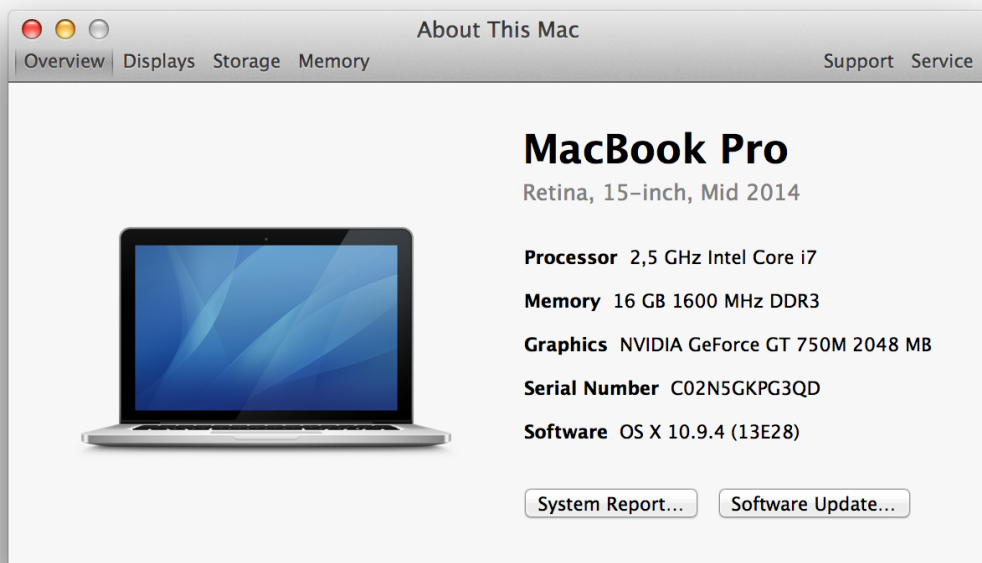 About This Mac
Overview Displays Storage Memory Support Service
MacBook Pro
Retina, 15-inch, Mid 2014
Processor 2,5 GHz Intel Core i7
Memory 16 GB 1600 MHz DDR3
Graphics NVIDIA GeForce GT 750M 2048 MB
Serial Number C02N5GKPG3QD
Software OS X 10.9.4 (13E28)
System Report... Software Update...